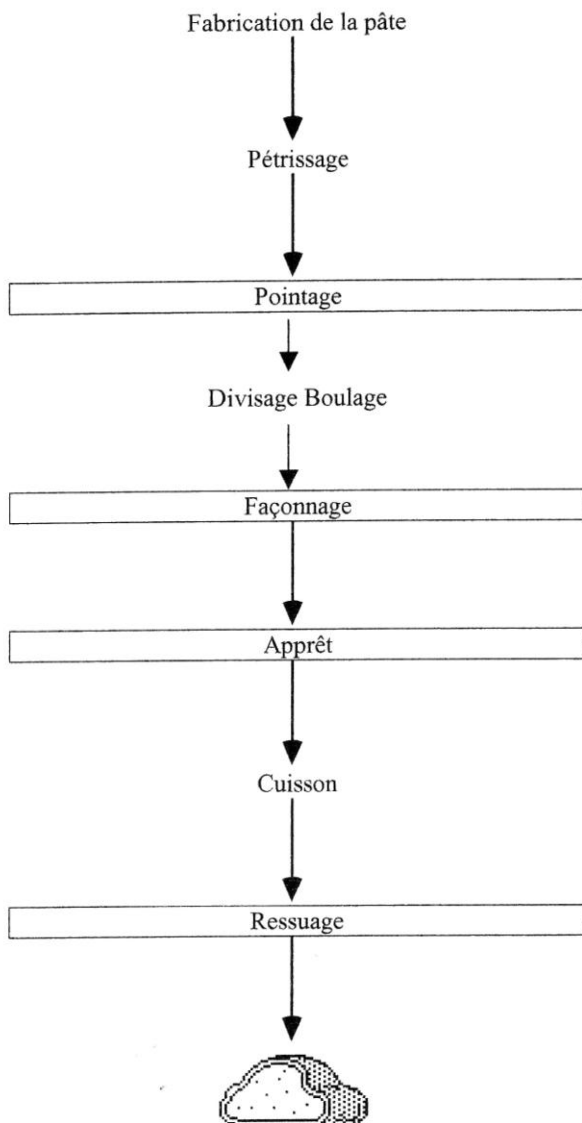 Fabrication de la pâte
Pétrissage
Pointage
Divisage Boulage
Façonnage
Apprêt
Cuisson
Ressuage